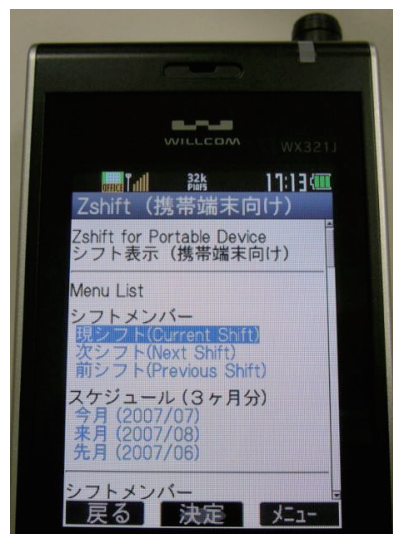 WILLCOM
WX321J
OFFICE 32k PIAFS 17:13
Zshift (携帯端末向け)
Zshift for Portable Device
シフト表示 (携帯端末向け)
Menu List
シフトメンバー
現シフト(Current Shift)
次シフト(Next Shift)
前シフト(Previous Shift)
スケジュール (3ヶ月分)
今月 (2007/07)
来月 (2007/08)
先月 (2007/06)
シフトメンバー
戻る 決定 メニュー